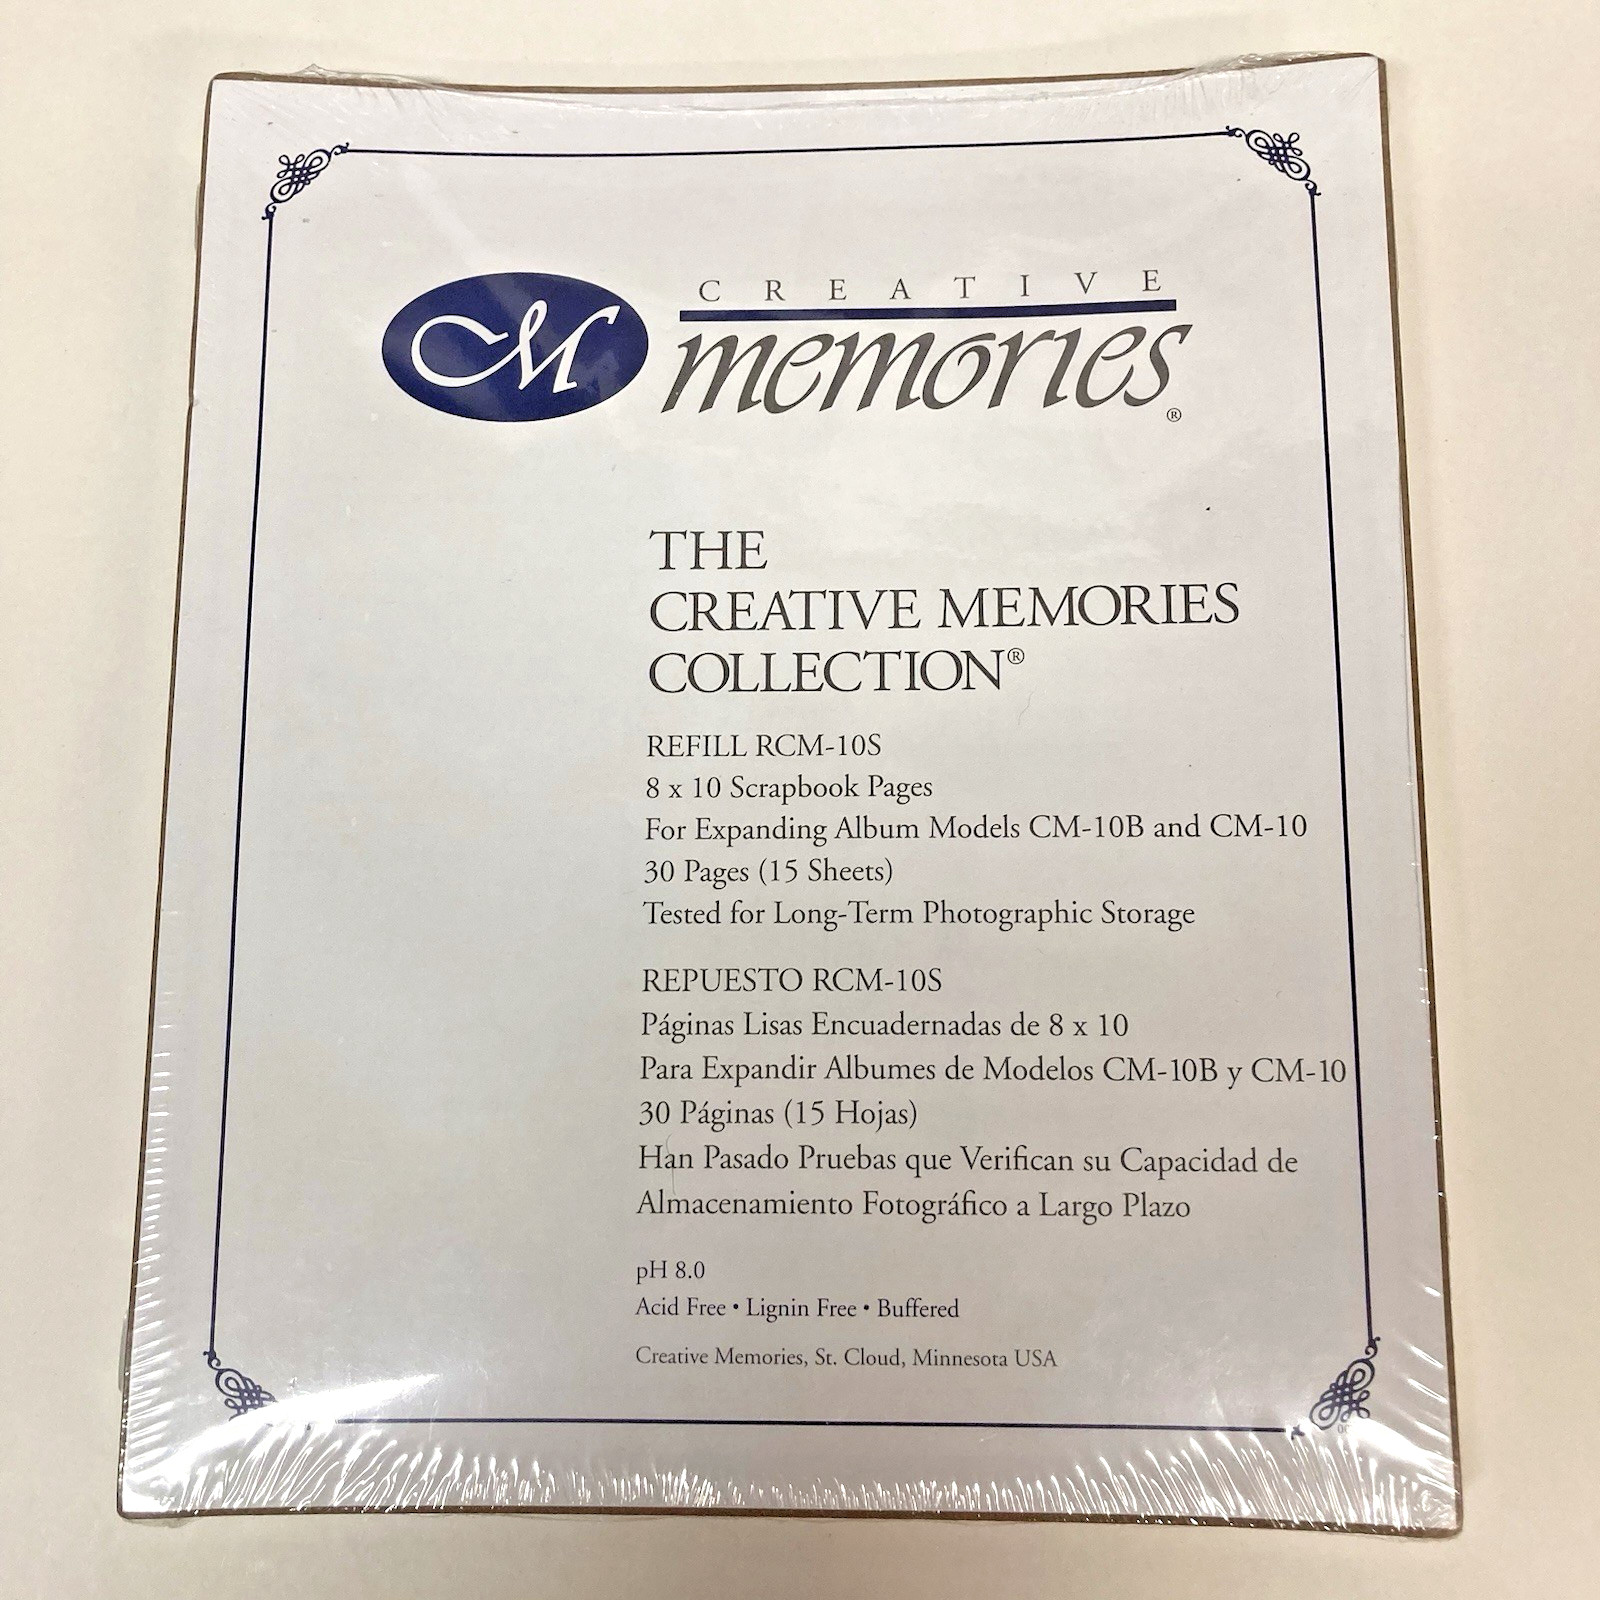 CM
CREATIVE
memories®
THE
CREATIVE MEMORIES
COLLECTION®
REFILL RCM-10S
8 x 10 Scrapbook Pages
For Expanding Album Models CM-10B and CM-10
30 Pages (15 Sheets)
Tested for Long-Term Photographic Storage
REPUESTO RCM-10S
Páginas Lisas Encuadernadas de 8 x 10
Para Expandir Albumes de Modelos CM-10B y CM-10
30 Páginas (15 Hojas)
Han Pasado Pruebas que Verifican su Capacidad de
Almacenamiento Fotográfico a Largo Plazo
pH 8.0
Acid Free • Lignin Free • Buffered
Creative Memories, St. Cloud, Minnesota USA